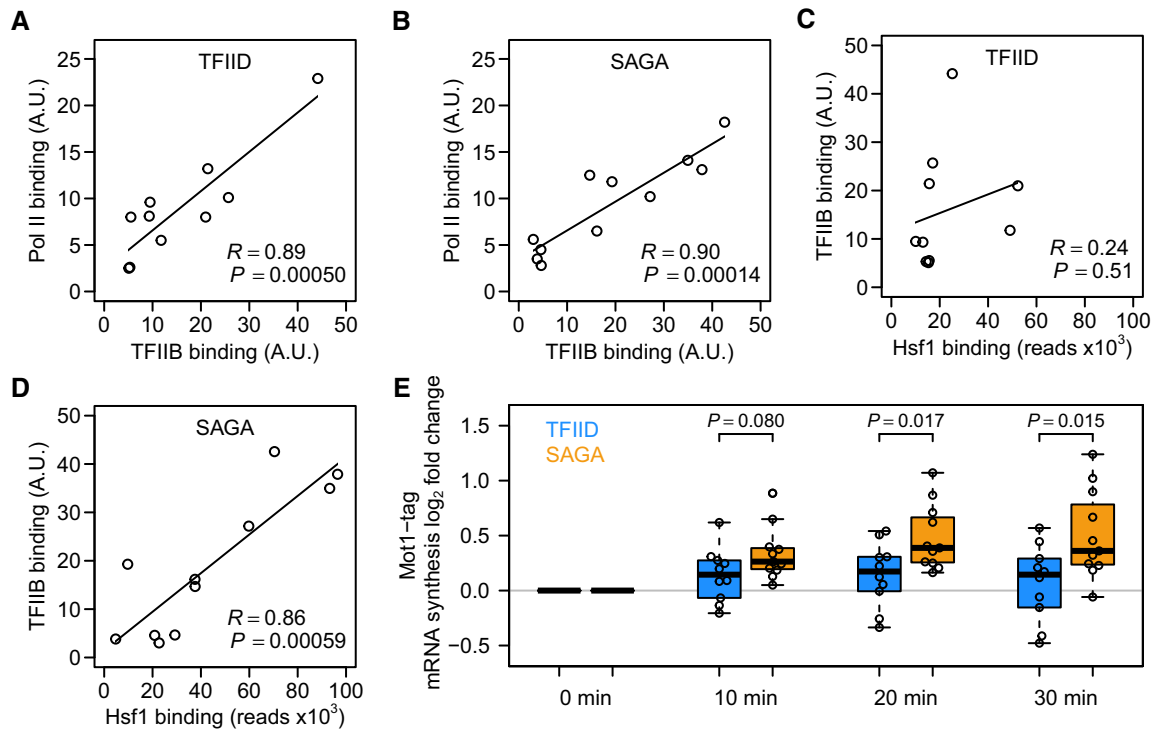 A
TFIID
Pol II binding (A.U.)
25
20
15
10
5
0
R = 0.89
P = 0.00050
0 10 20 30 40 50
TFIIB binding (A.U.)
B
SAGA
Pol II binding (A.U.)
25
20
15
10
5
0
R = 0.90
P = 0.00014
0 10 20 30 40 50
TFIIB binding (A.U.)
C
TFIID
TFIIB binding (A.U.)
50
40
30
20
10
0
R = 0.24
P = 0.51
0 20 40 60 80 100
Hsf1 binding (reads x10³)
D
SAGA
TFIIB binding (A.U.)
50
40
30
20
10
0
R = 0.86
P = 0.00059
0 20 40 60 80 100
Hsf1 binding (reads x10³)
E
Mot1−tag
mRNA synthesis log₂ fold change
1.5
1.0
0.5
0.0
−0.5
TFIID
SAGA
P = 0.080
P = 0.017
P = 0.015
0 min 10 min 20 min 30 min